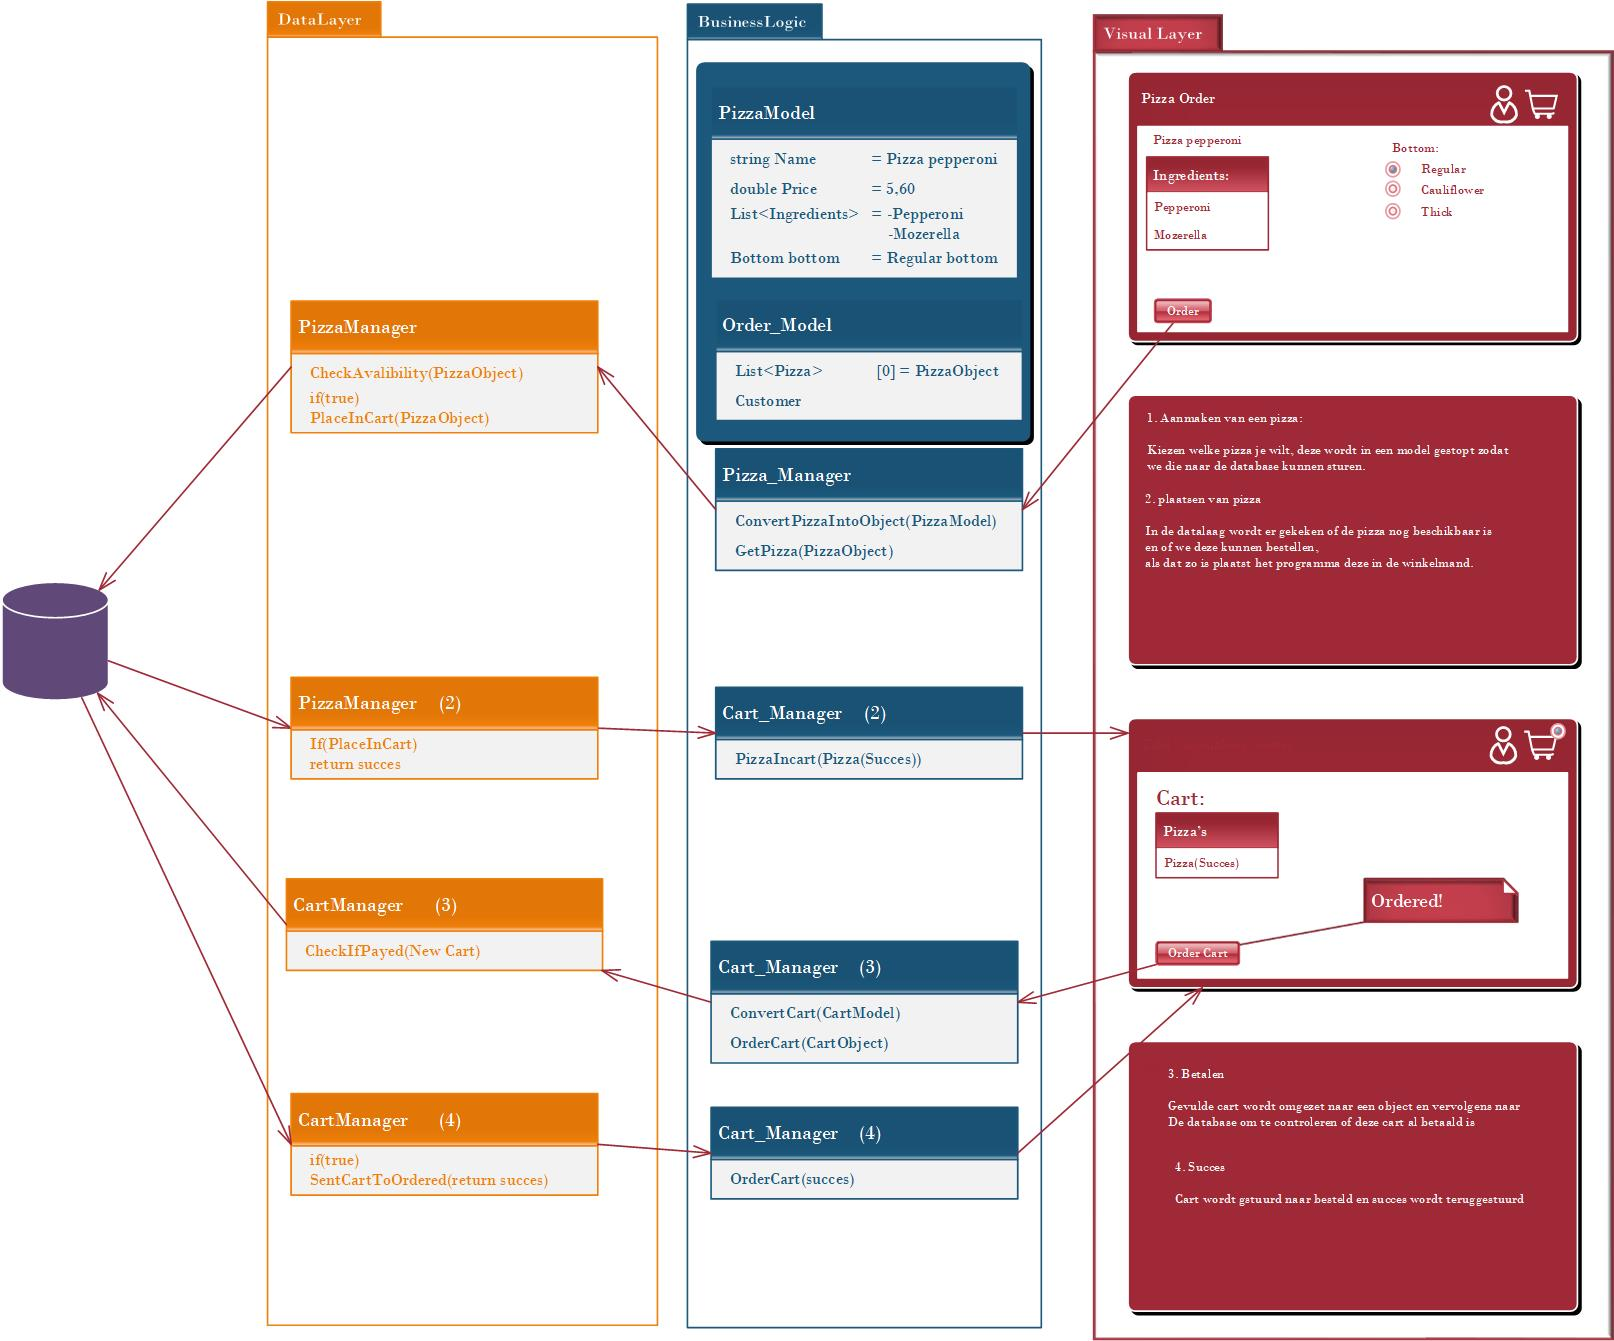 DataLayer
PizzaManager
CheckAvalibility(PizzaObject)
if(true)
PlaceInCart(PizzaObject)
PizzaManager (2)
If(PlaceInCart)
return succes
CartManager (3)
CheckIfPayed(New Cart)
CartManager (4)
if(true)
SentCartToOrdered(return succes)
BusinessLogic
PizzaModel
string Name = Pizza pepperoni
double Price = 5,60
List<Ingredients> = -Pepperoni
-Mozerella
Bottom bottom = Regular bottom
Order_Model
List<Pizza> [0] = PizzaObject
Customer
Pizza_Manager
ConvertPizzaIntoObject(PizzaModel)
GetPizza(PizzaObject)
Cart_Manager (2)
PizzaIncart(Pizza(Succes))
Cart_Manager (3)
ConvertCart(CartModel)
OrderCart(CartObject)
Cart_Manager (4)
OrderCart(succes)
Visual Layer
Pizza Order
Pizza pepperoni
Ingredients:
Pepperoni
Mozerella
Bottom:
Regular
Cauliflower
Thick
Order
1. Aanmaken van een pizza:
Kiezen welke pizza je wilt, deze wordt in een model gestopt zodat
we die naar de database kunnen sturen.
2. plaatsen van pizza
In de datalaag wordt er gekeken of de pizza nog beschikbaar is
en of we deze kunnen bestellen,
als dat zo is plaatst het programma deze in de winkelmand.
Cart:
Pizza's
Pizza(Succes)
Ordered!
Order Cart
3. Betalen
Gevulde cart wordt omgezet naar een object en vervolgens naar
De database om te controleren of deze cart al betaald is
4. Succes
Cart wordt gstuurd naar besteld en succes wordt teruggestuurd